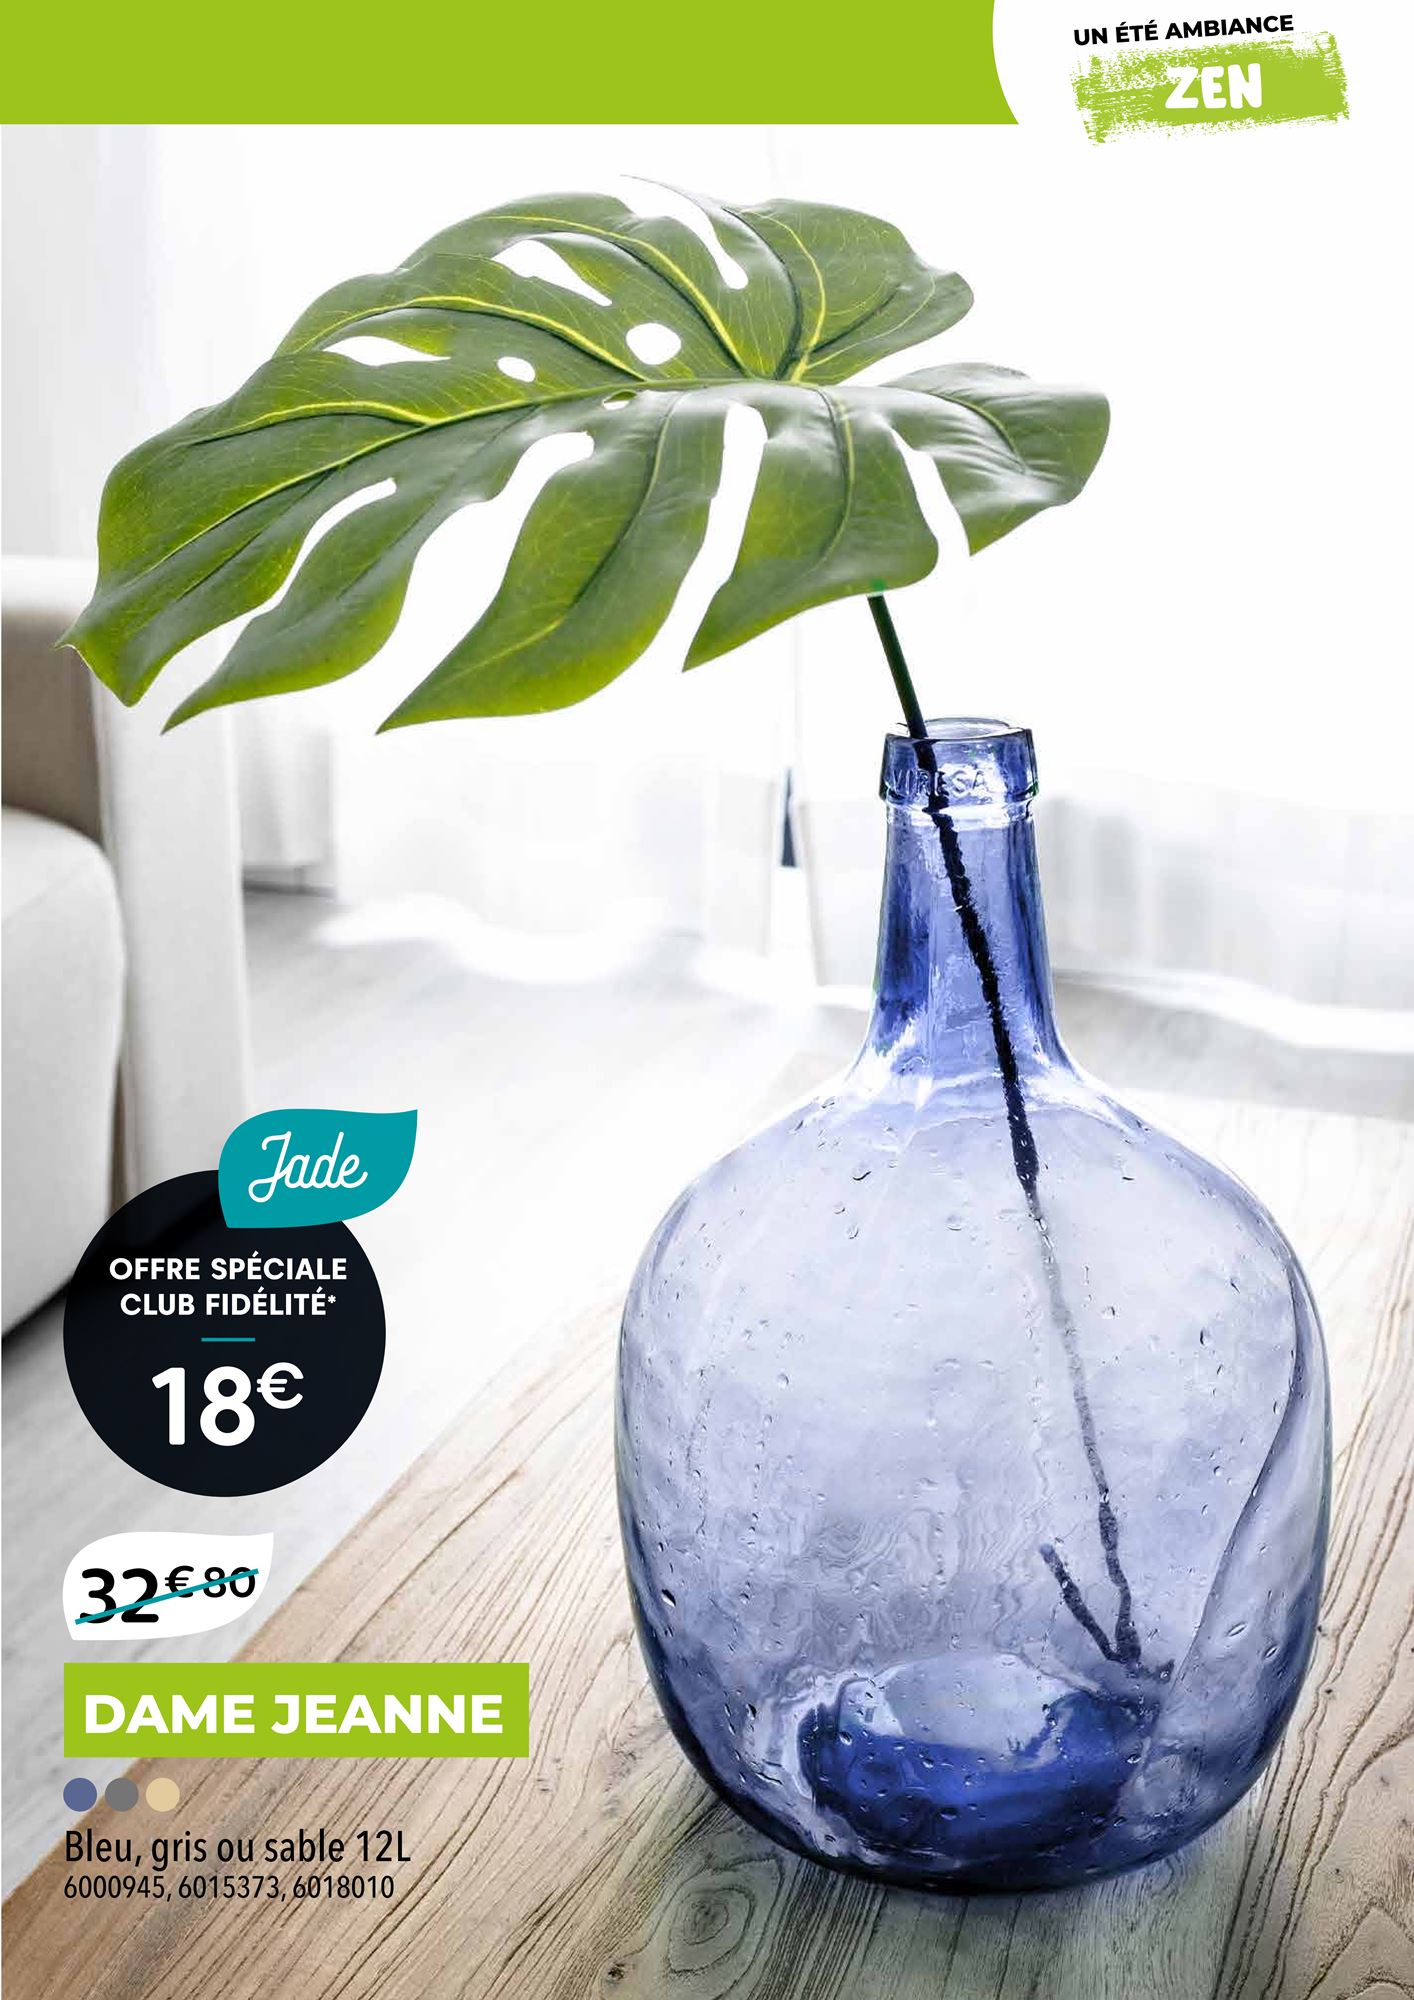 UN ÉTÉ AMBIANCE
ZEN
VIRESA
Jade
OFFRE SPÉCIALE
CLUB FIDÉLITÉ*
18€
32€80
DAME JEANNE
Bleu, gris ou sable 12L
6000945, 6015373, 6018010